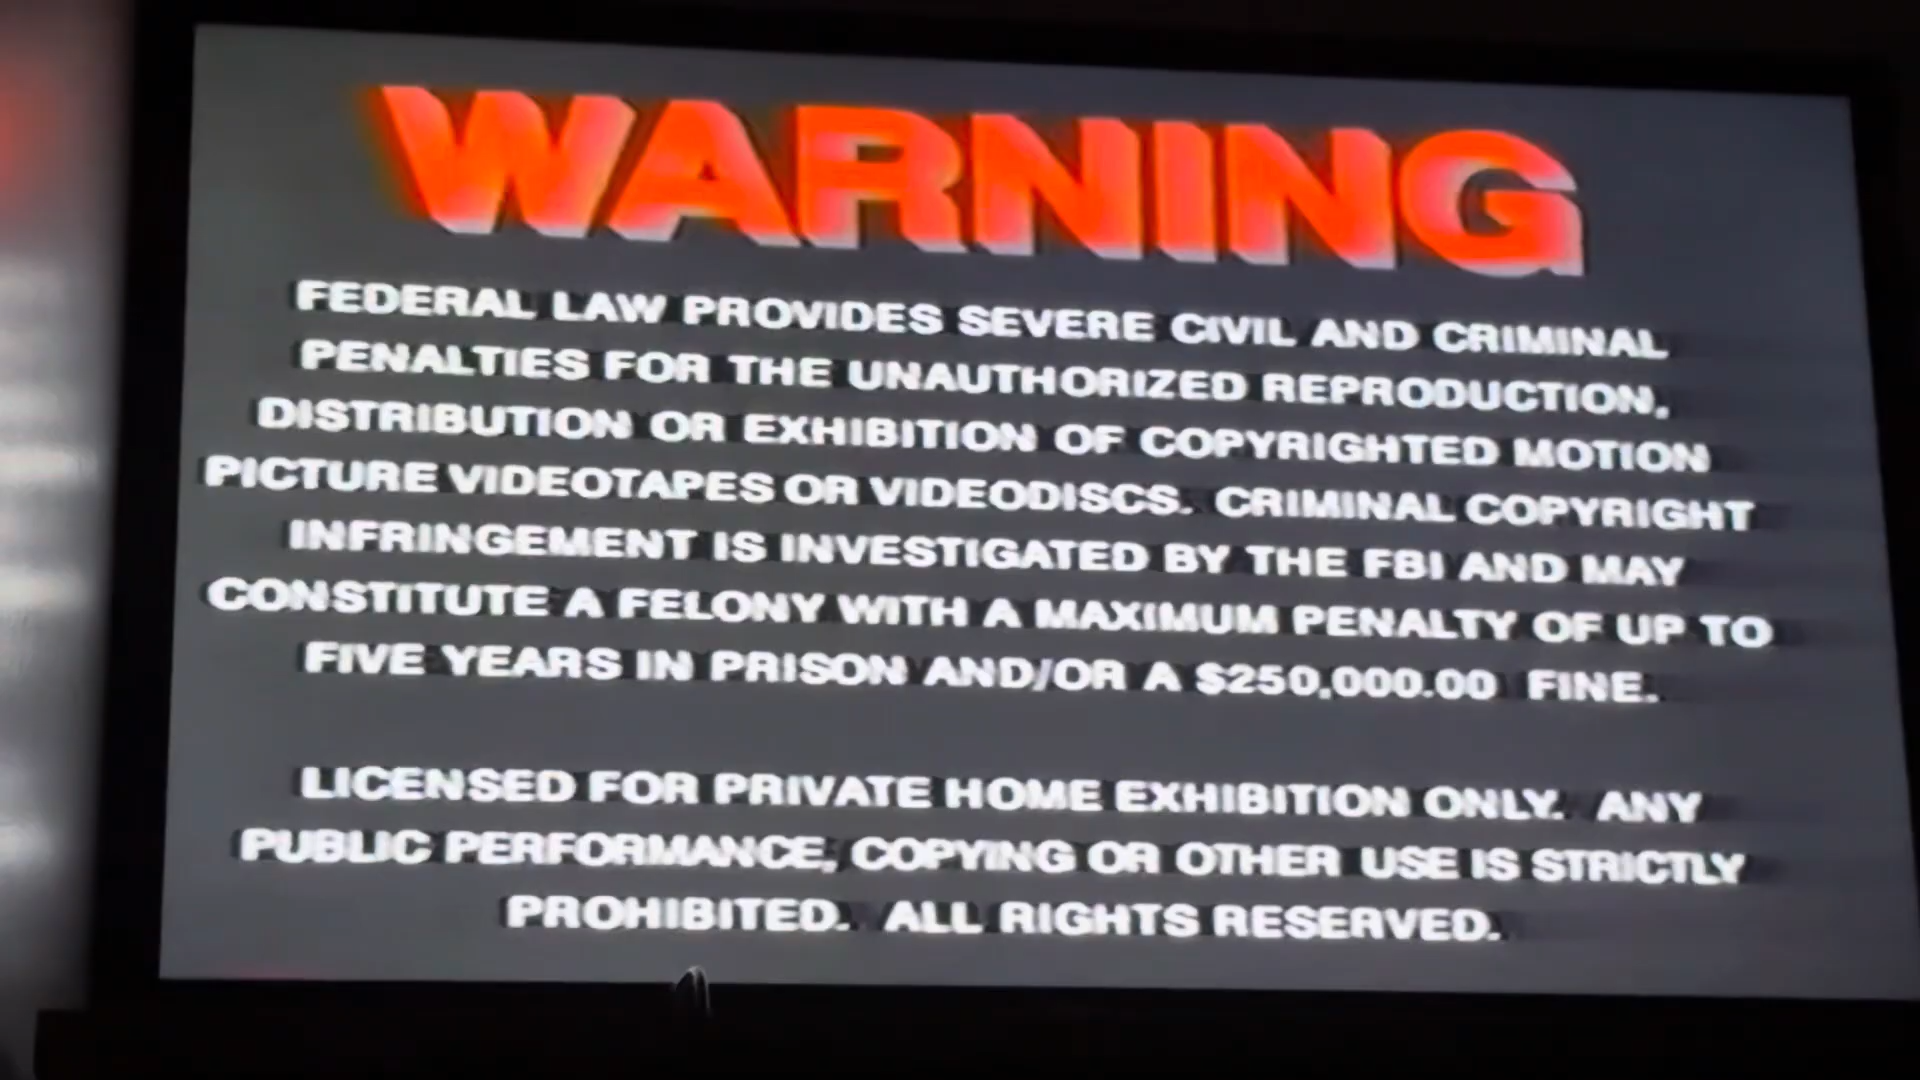 WARNING
FEDERAL LAW PROVIDES SEVERE CIVIL AND CRIMINAL
PENALTIES FOR THE UNAUTHORIZED REPRODUCTION,
DISTRIBUTION OR EXHIBITION OF COPYRIGHTED MOTION
PICTURE VIDEOTAPES OR VIDEODISCS. CRIMINAL COPYRIGHT
INFRINGEMENT IS INVESTIGATED BY THE FBI AND MAY
CONSTITUTE A FELONY WITH A MAXIMUM PENALTY OF UP TO
FIVE YEARS IN PRISON AND/OR A $250,000.00 FINE.
LICENSED FOR PRIVATE HOME EXHIBITION ONLY. ANY
PUBLIC PERFORMANCE, COPYING OR OTHER USE IS STRICTLY
PROHIBITED. ALL RIGHTS RESERVED.